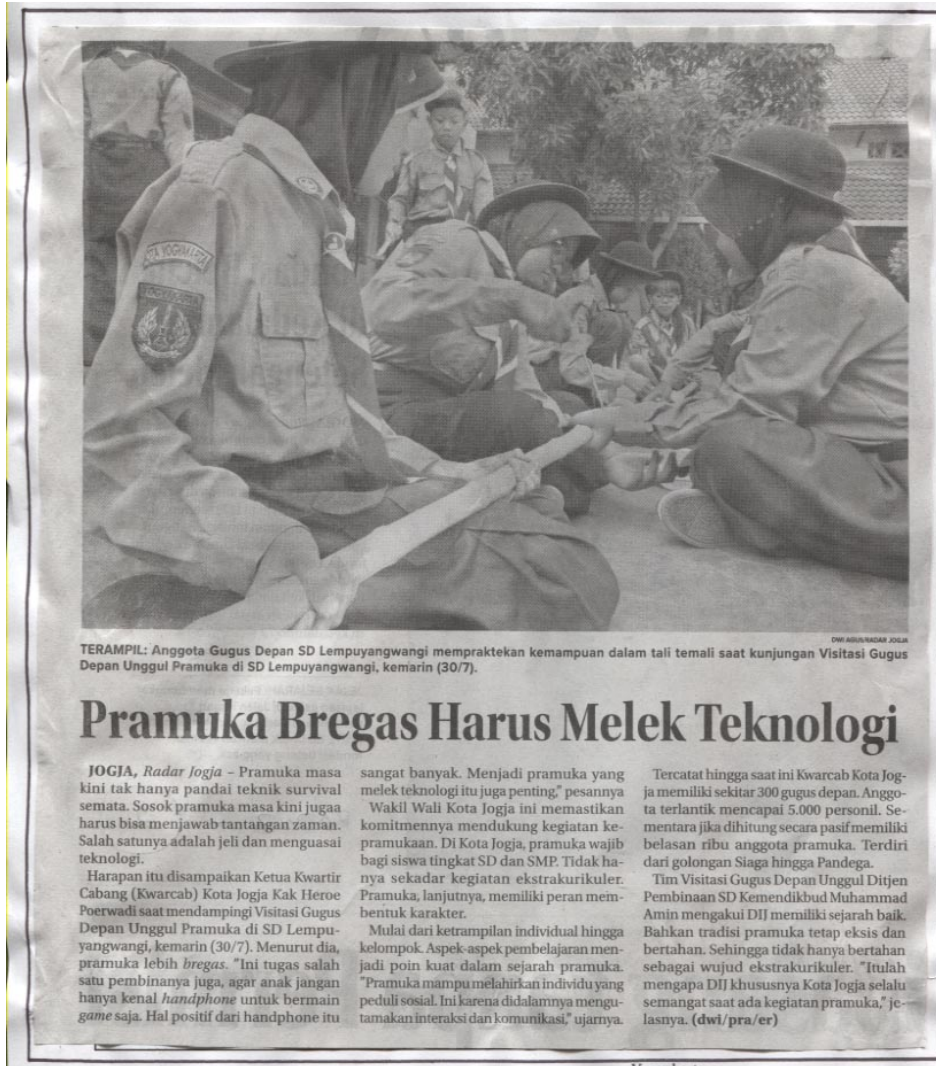 KOTA YOGYAKARTA
DWI AGUS/RADAR JOGJA
TERAMPIL: Anggota Gugus Depan SD Lempuyangwangi mempraktekan kemampuan dalam tali temali saat kunjungan Visitasi Gugus
Depan Unggul Pramuka di SD Lempuyangwangi, kemarin (30/7).
Pramuka Bregas Harus Melek Teknologi
JOGJA, Radar Jogja – Pramuka masa
kini tak hanya pandai teknik survival
semata. Sosok pramuka masa kini jugaa
harus bisa menjawab tantangan zaman.
Salah satunya adalah jeli dan menguasai
teknologi.
Harapan itu disampaikan Ketua Kwartir
Cabang (Kwarcab) Kota Jogja Kak Heroe
Poerwadi saat mendampingi Visitasi Gugus
Depan Unggul Pramuka di SD Lempu-
yangwangi, kemarin (30/7). Menurut dia,
pramuka lebih bregas. "Ini tugas salah
satu pembinanya juga, agar anak jangan
hanya kenal handphone untuk bermain
game saja. Hal positif dari handphone itu
sangat banyak. Menjadi pramuka yang
melek teknologi itu juga penting," pesannya
Wakil Wali Kota Jogja ini memastikan
komitmennya mendukung kegiatan ke-
pramukaan. Di Kota Jogja, pramuka wajib
bagi siswa tingkat SD dan SMP. Tidak ha-
nya sekadar kegiatan ekstrakurikuler.
Pramuka, lanjutnya, memiliki peran mem-
bentuk karakter.
Mulai dari ketrampilan individual hingga
kelompok. Aspek-aspek pembelajaran men-
jadi poin kuat dalam sejarah pramuka.
"Pramuka mampu melahirkan individu yang
peduli sosial. Ini karena didalamnya mengu-
tamakan interaksi dan komunikasi," ujarnya.
Tercatat hingga saat ini Kwarcab Kota Jog-
ja memiliki sekitar 300 gugus depan. Anggo-
ta terlantik mencapai 5.000 personil. Se-
mentara jika dihitung secara pasif memiliki
belasan ribu anggota pramuka. Terdiri
dari golongan Siaga hingga Pandega.
Tim Visitasi Gugus Depan Unggul Ditjen
Pembinaan SD Kemendikbud Muhammad
Amin mengakui DIJ memiliki sejarah baik.
Bahkan tradisi pramuka tetap eksis dan
bertahan. Sehingga tidak hanya bertahan
sebagai wujud ekstrakurikuler. "Itulah
mengapa DIJ khususnya Kota Jogja selalu
semangat saat ada kegiatan pramuka," je-
lasnya. (dwi/pra/er)